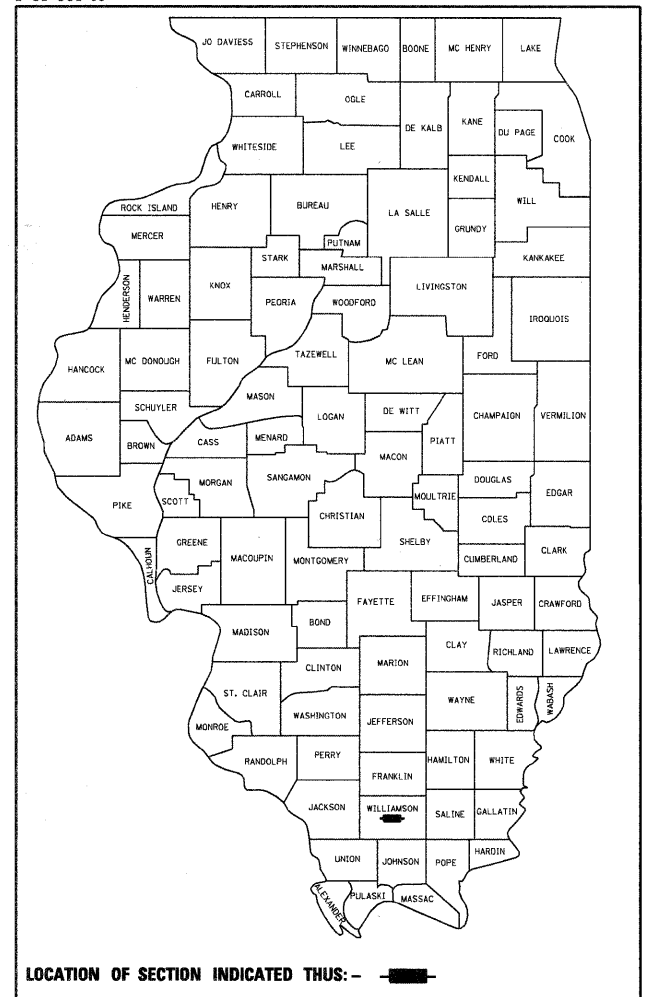 JO DAVIESS
STEPHENSON
WINNEBAGO
BOONE
MC HENRY
LAKE
CARROLL
OGLE
DE KALB
KANE
DU PAGE
COOK
WHITESIDE
LEE
KENDALL
WILL
ROCK ISLAND
HENRY
BUREAU
LA SALLE
GRUNDY
MERCER
PUTNAM
STARK
MARSHALL
KANKAKEE
HENDERSON
WARREN
KNOX
PEORIA
WOODFORD
LIVINGSTON
IROQUOIS
HANCOCK
MC DONOUGH
FULTON
TAZEWELL
MC LEAN
FORD
MASON
SCHUYLER
LOGAN
DE WITT
CHAMPAIGN
VERMILION
ADAMS
BROWN
CASS
MENARD
MACON
PIATT
MORGAN
SANGAMON
MOULTRIE
DOUGLAS
EDGAR
PIKE
SCOTT
CHRISTIAN
COLES
GREENE
MACOUPIN
MONTGOMERY
SHELBY
CUMBERLAND
CLARK
CALHOUN
JERSEY
FAYETTE
EFFINGHAM
JASPER
CRAWFORD
MADISON
BOND
CLAY
RICHLAND
LAWRENCE
CLINTON
MARION
ST. CLAIR
WAYNE
EDWARDS
WABASH
MONROE
WASHINGTON
JEFFERSON
RANDOLPH
PERRY
HAMILTON
WHITE
FRANKLIN
JACKSON
WILLIAMSON
SALINE
GALLATIN
UNION
JOHNSON
POPE
HARDIN
ALEXANDER
PULASKI
MASSAC
LOCATION OF SECTION INDICATED THUS: -